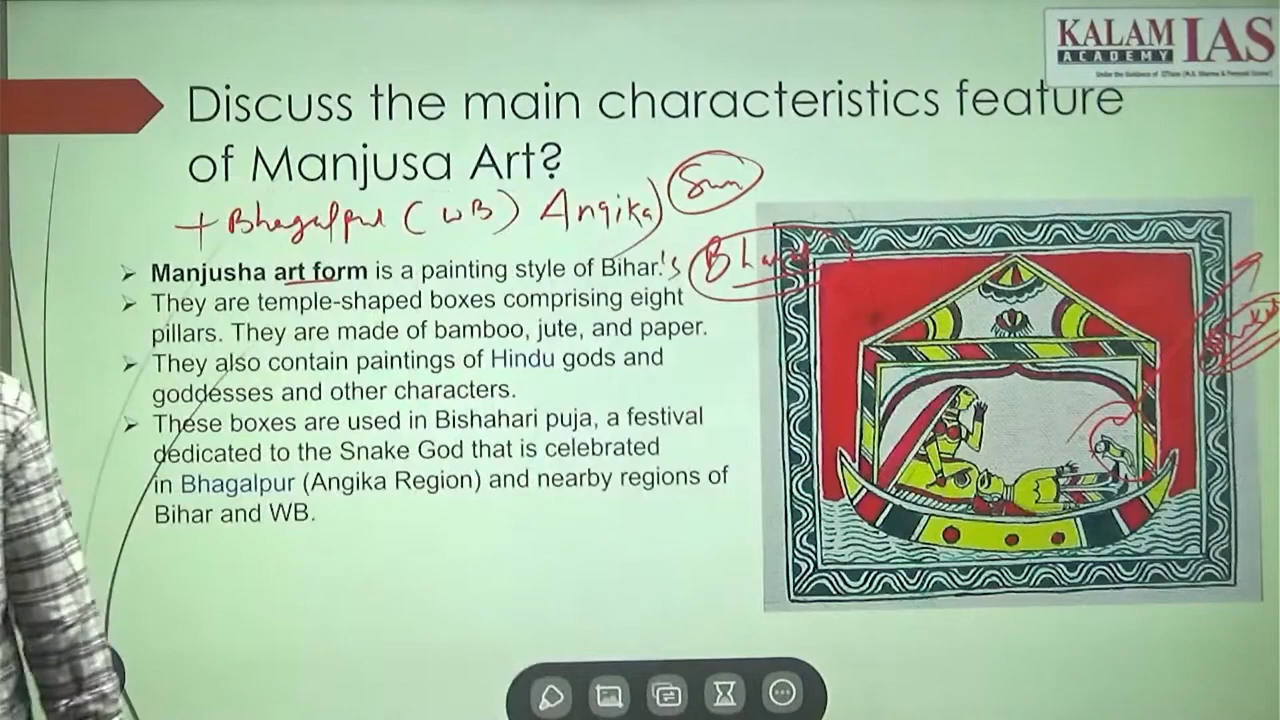 KALAM IAS
ACADEMY
Discuss the main characteristics feature
of Manjusa Art?
+ Bhagalpur (WB) Angika)
➢ Manjusha art form is a painting style of Bihar.'s
➢ They are temple-shaped boxes comprising eight
pillars. They are made of bamboo, jute, and paper.
➢ They also contain paintings of Hindu gods and
goddesses and other characters.
➢ These boxes are used in Bishahari puja, a festival
dedicated to the Snake God that is celebrated
in Bhagalpur (Angika Region) and nearby regions of
Bihar and WB.